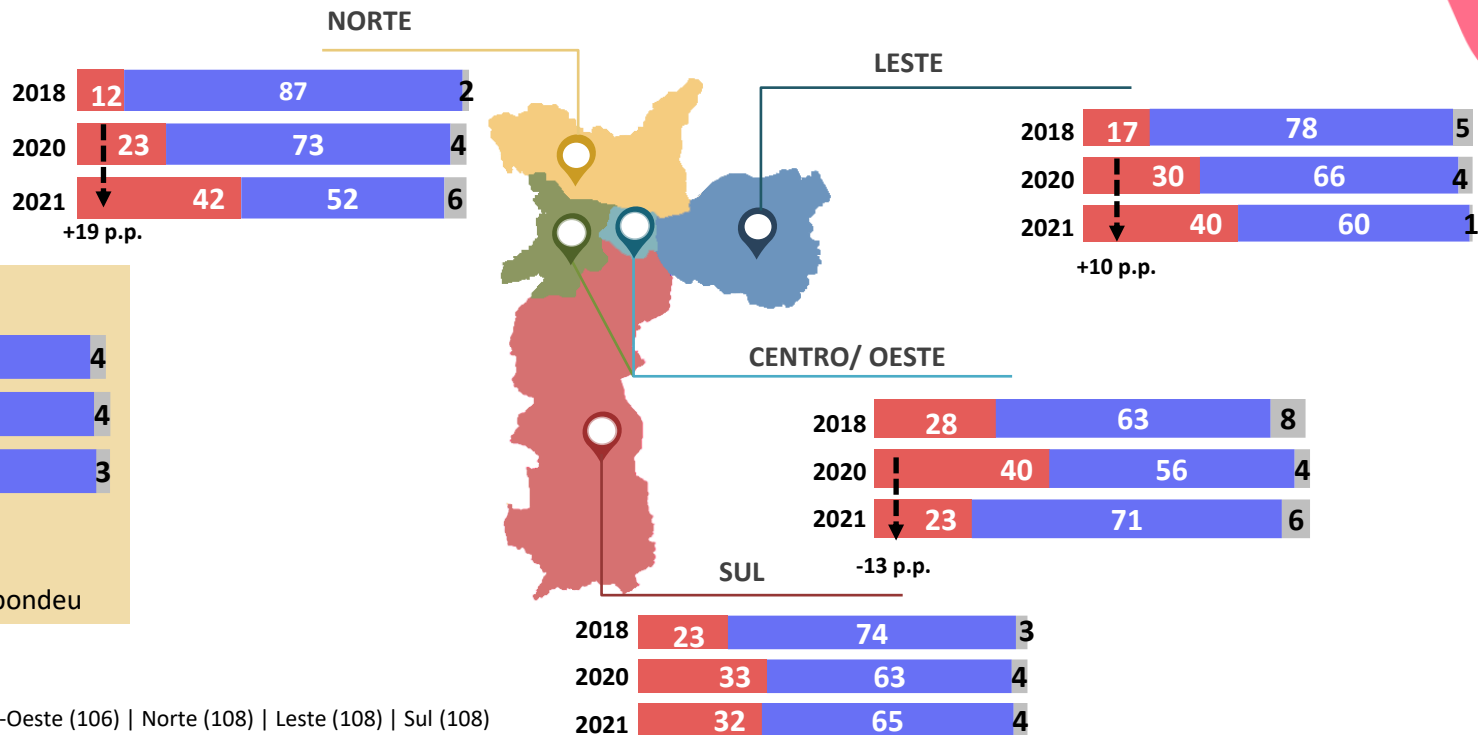 NORTE
2018 12 87 2
2020 23 73 4
2021 42 52 6
+19 p.p.
LESTE
2018 17 78 5
2020 30 66 4
2021 40 60 1
+10 p.p.
4
4
3
CENTRO/ OESTE
2018 28 63 8
2020 40 56 4
2021 23 71 6
-13 p.p.
SUL
2018 23 74 3
2020 33 63 4
2021 32 65 4
pondeu
-Oeste (106) | Norte (108) | Leste (108) | Sul (108)